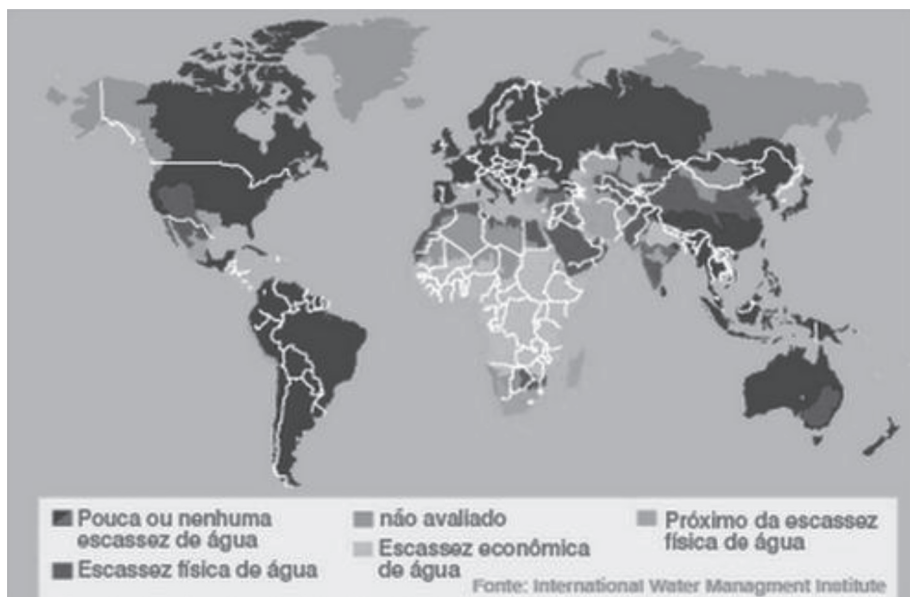 Pouca ou nenhuma
escassez de água
Escassez física de água
não avaliado
Escassez econômica
de água
Próximo da escassez
física de água
Fonte: International Water Managment Institute